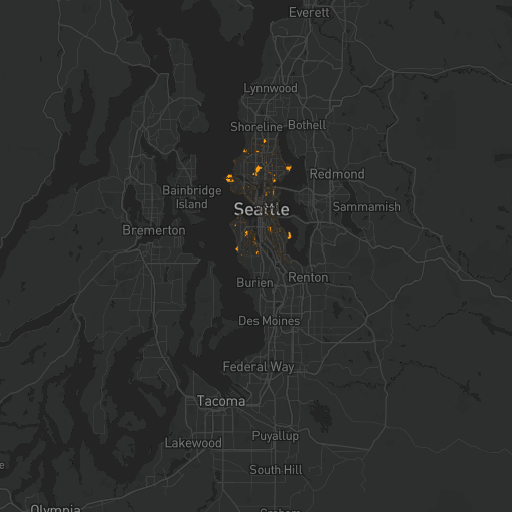 Everett
Lynnwood
Shoreline
Bothell
Redmond
Bainbridge
Island
Sammamish
Seattle
Bremerton
Renton
Burien
Des Moines
Federal Way
Tacoma
Puyallup
Lakewood
South Hill
Olympia